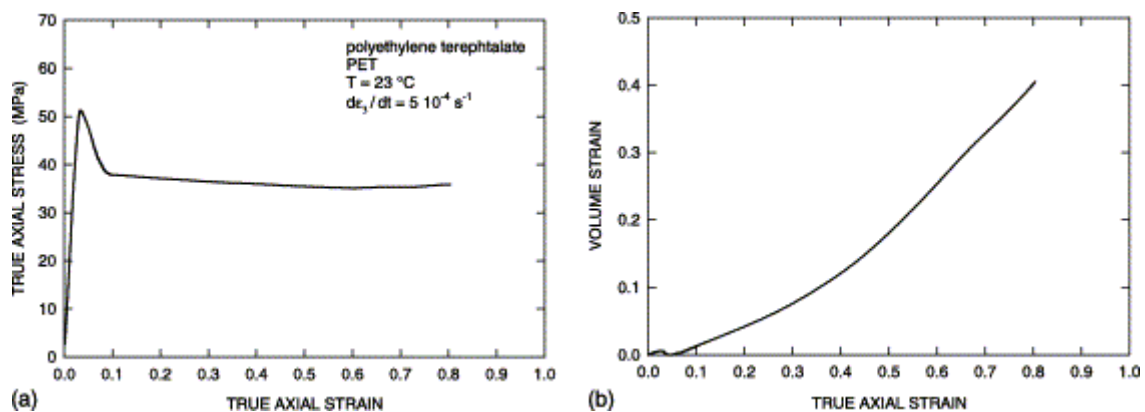 70
60
50
40
30
20
10
0
TRUE AXIAL STRESS (MPa)
polyethylene terephtalate
PET
T = 23 °C
dε₃ / dt = 5 10⁻⁴ s⁻¹
0.0 0.1 0.2 0.3 0.4 0.5 0.6 0.7 0.8 0.9 1.0
(a) TRUE AXIAL STRAIN
0.5
0.4
0.3
0.2
0.1
0.0
VOLUME STRAIN
0.0 0.1 0.2 0.3 0.4 0.5 0.6 0.7 0.8 0.9 1.0
(b) TRUE AXIAL STRAIN